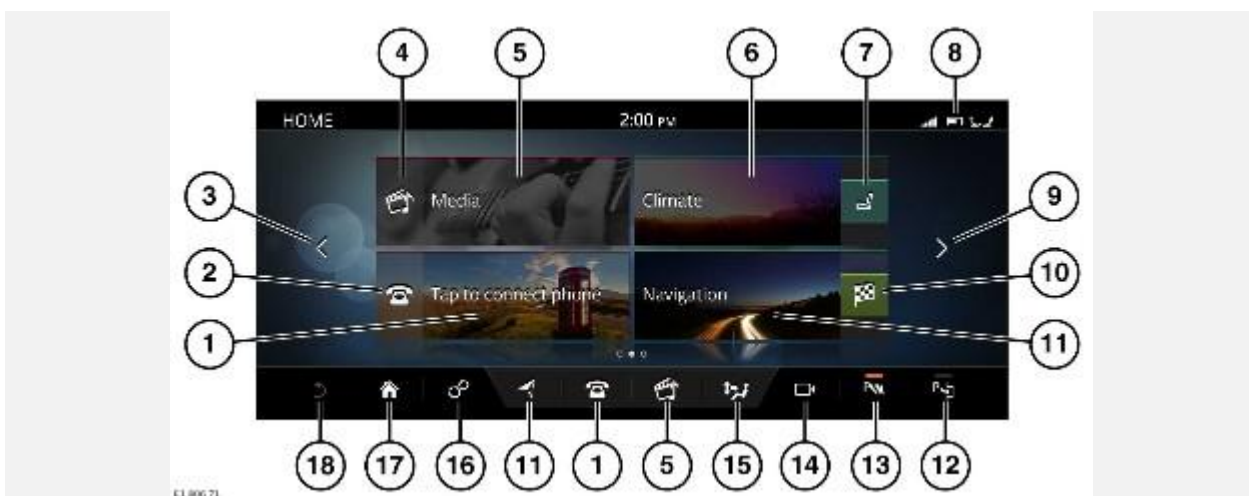 4 5 6 7 8
HOME 2:00 PM
3 Media Climate 9
2 Tap to connect phone Navigation 10
1 11
18 17 16 11 1 5 15 14 13 12